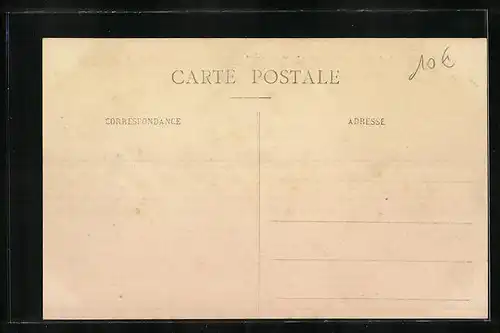 CARTE POSTALE
10€
CORRESPONDANCE
ADRESSE